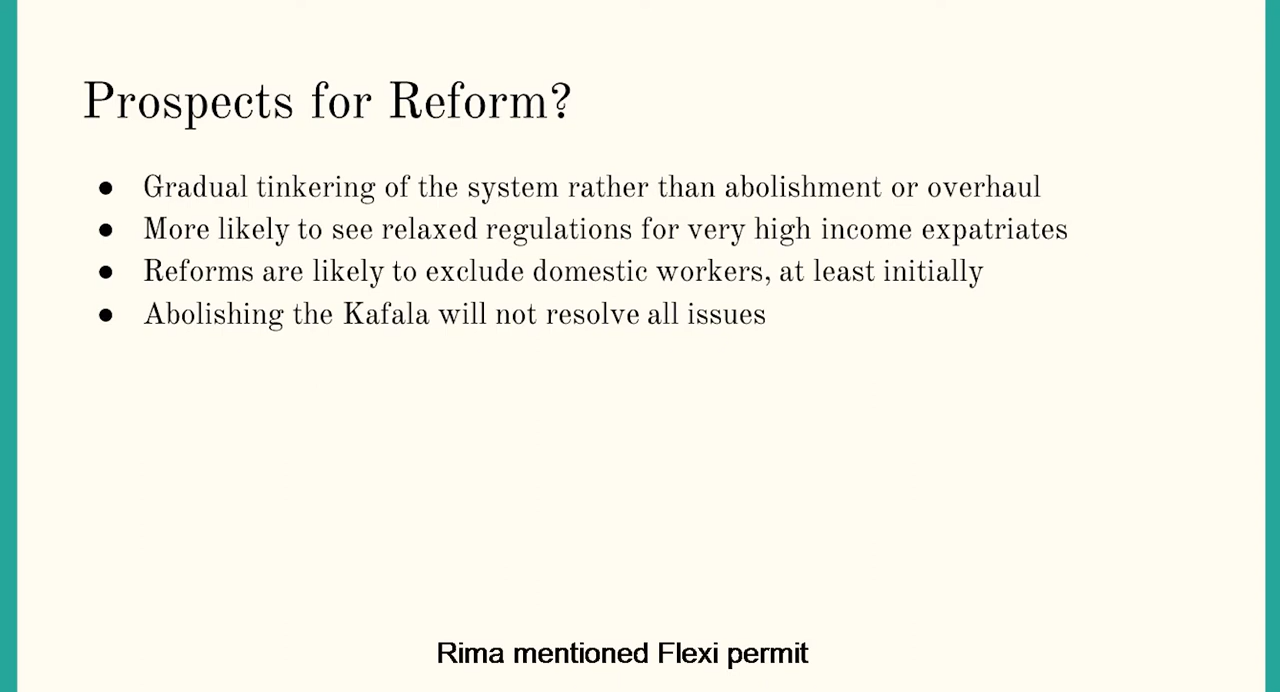 Prospects for Reform?
● Gradual tinkering of the system rather than abolishment or overhaul
● More likely to see relaxed regulations for very high income expatriates
● Reforms are likely to exclude domestic workers, at least initially
● Abolishing the Kafala will not resolve all issues
Rima mentioned Flexi permit